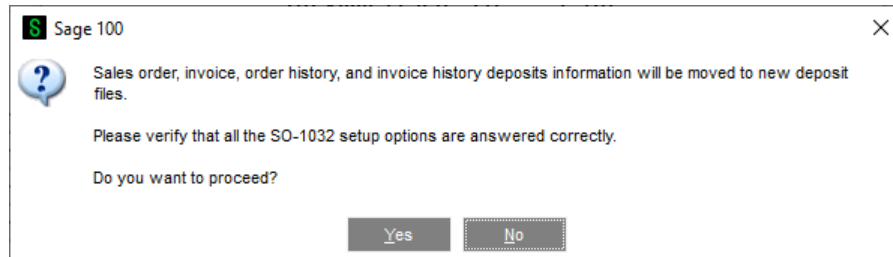 S Sage 100
Sales order, invoice, order history, and invoice history deposits information will be moved to new deposit
files.
Please verify that all the SO-1032 setup options are answered correctly.
Do you want to proceed?
Yes No